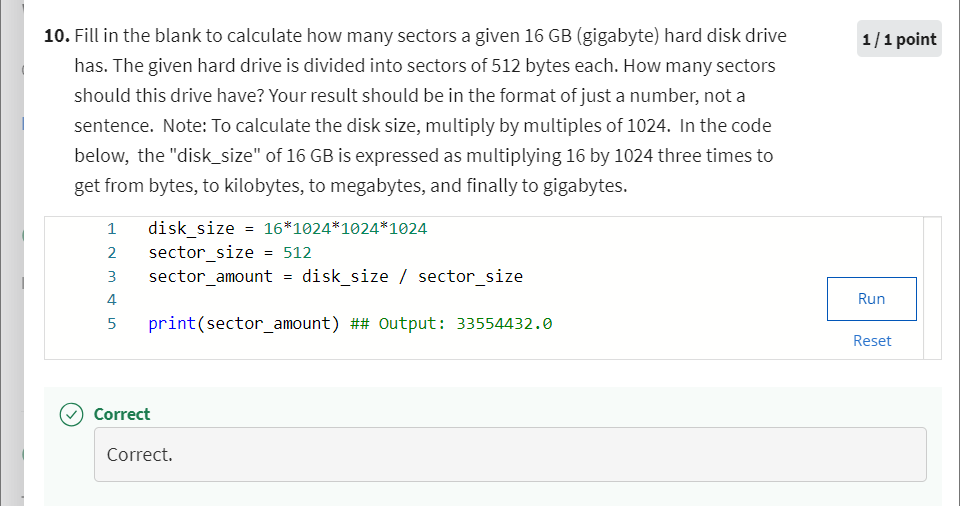 10. Fill in the blank to calculate how many sectors a given 16 GB (gigabyte) hard disk drive
1 / 1 point
has. The given hard drive is divided into sectors of 512 bytes each. How many sectors
should this drive have? Your result should be in the format of just a number, not a
sentence.  Note: To calculate the disk size, multiply by multiples of 1024.  In the code
below,  the "disk_size" of 16 GB is expressed as multiplying 16 by 1024 three times to
get from bytes, to kilobytes, to megabytes, and finally to gigabytes.
1 disk_size = 16*1024*1024*1024
2 sector_size = 512
3 sector_amount = disk_size / sector_size
4
5 print(sector_amount) ## Output: 33554432.0
Run
Reset
Correct
Correct.